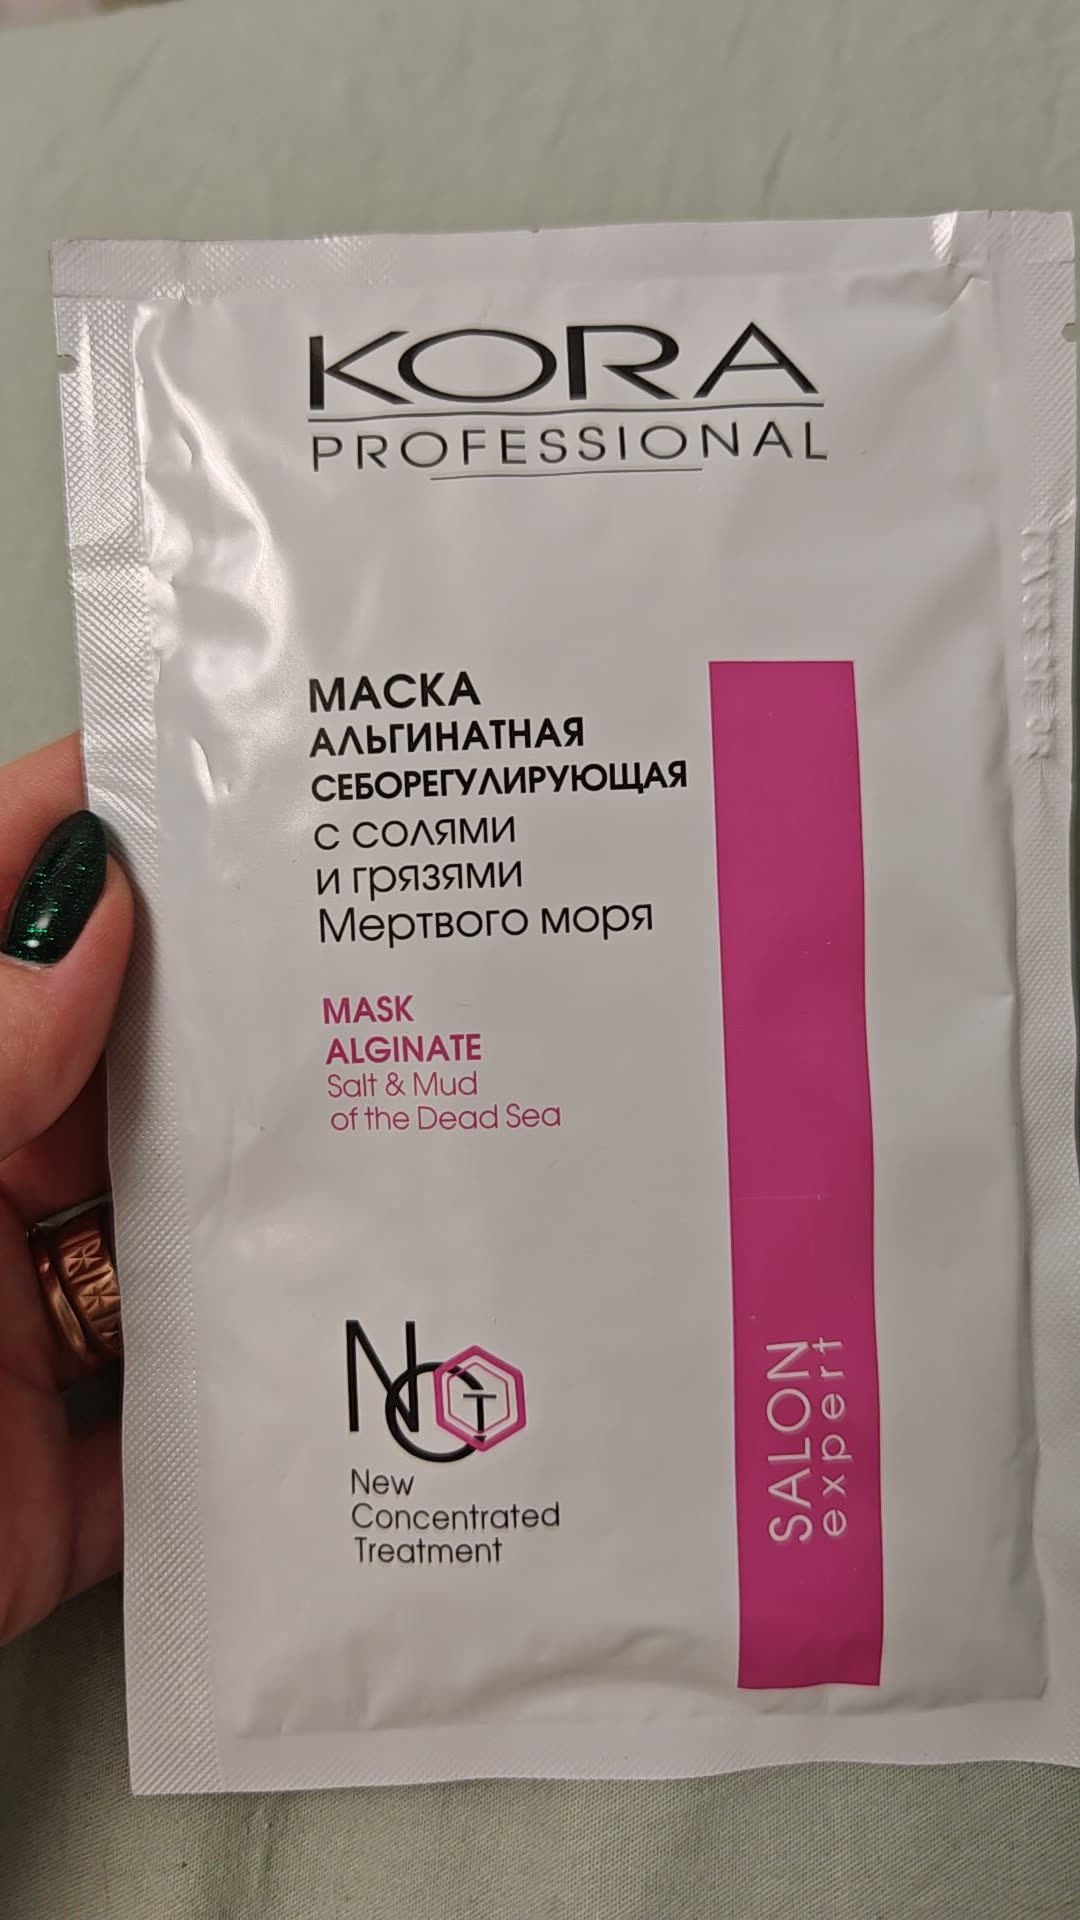 KORA
PROFESSIONAL
МАСКА
АЛЬГИНАТНАЯ
СЕБОРЕГУЛИРУЮЩАЯ
с солями
и грязями
Мертвого моря
MASK
ALGINATE
Salt & Mud
of the Dead Sea
NCT
New
Concentrated
Treatment
SALON
expert